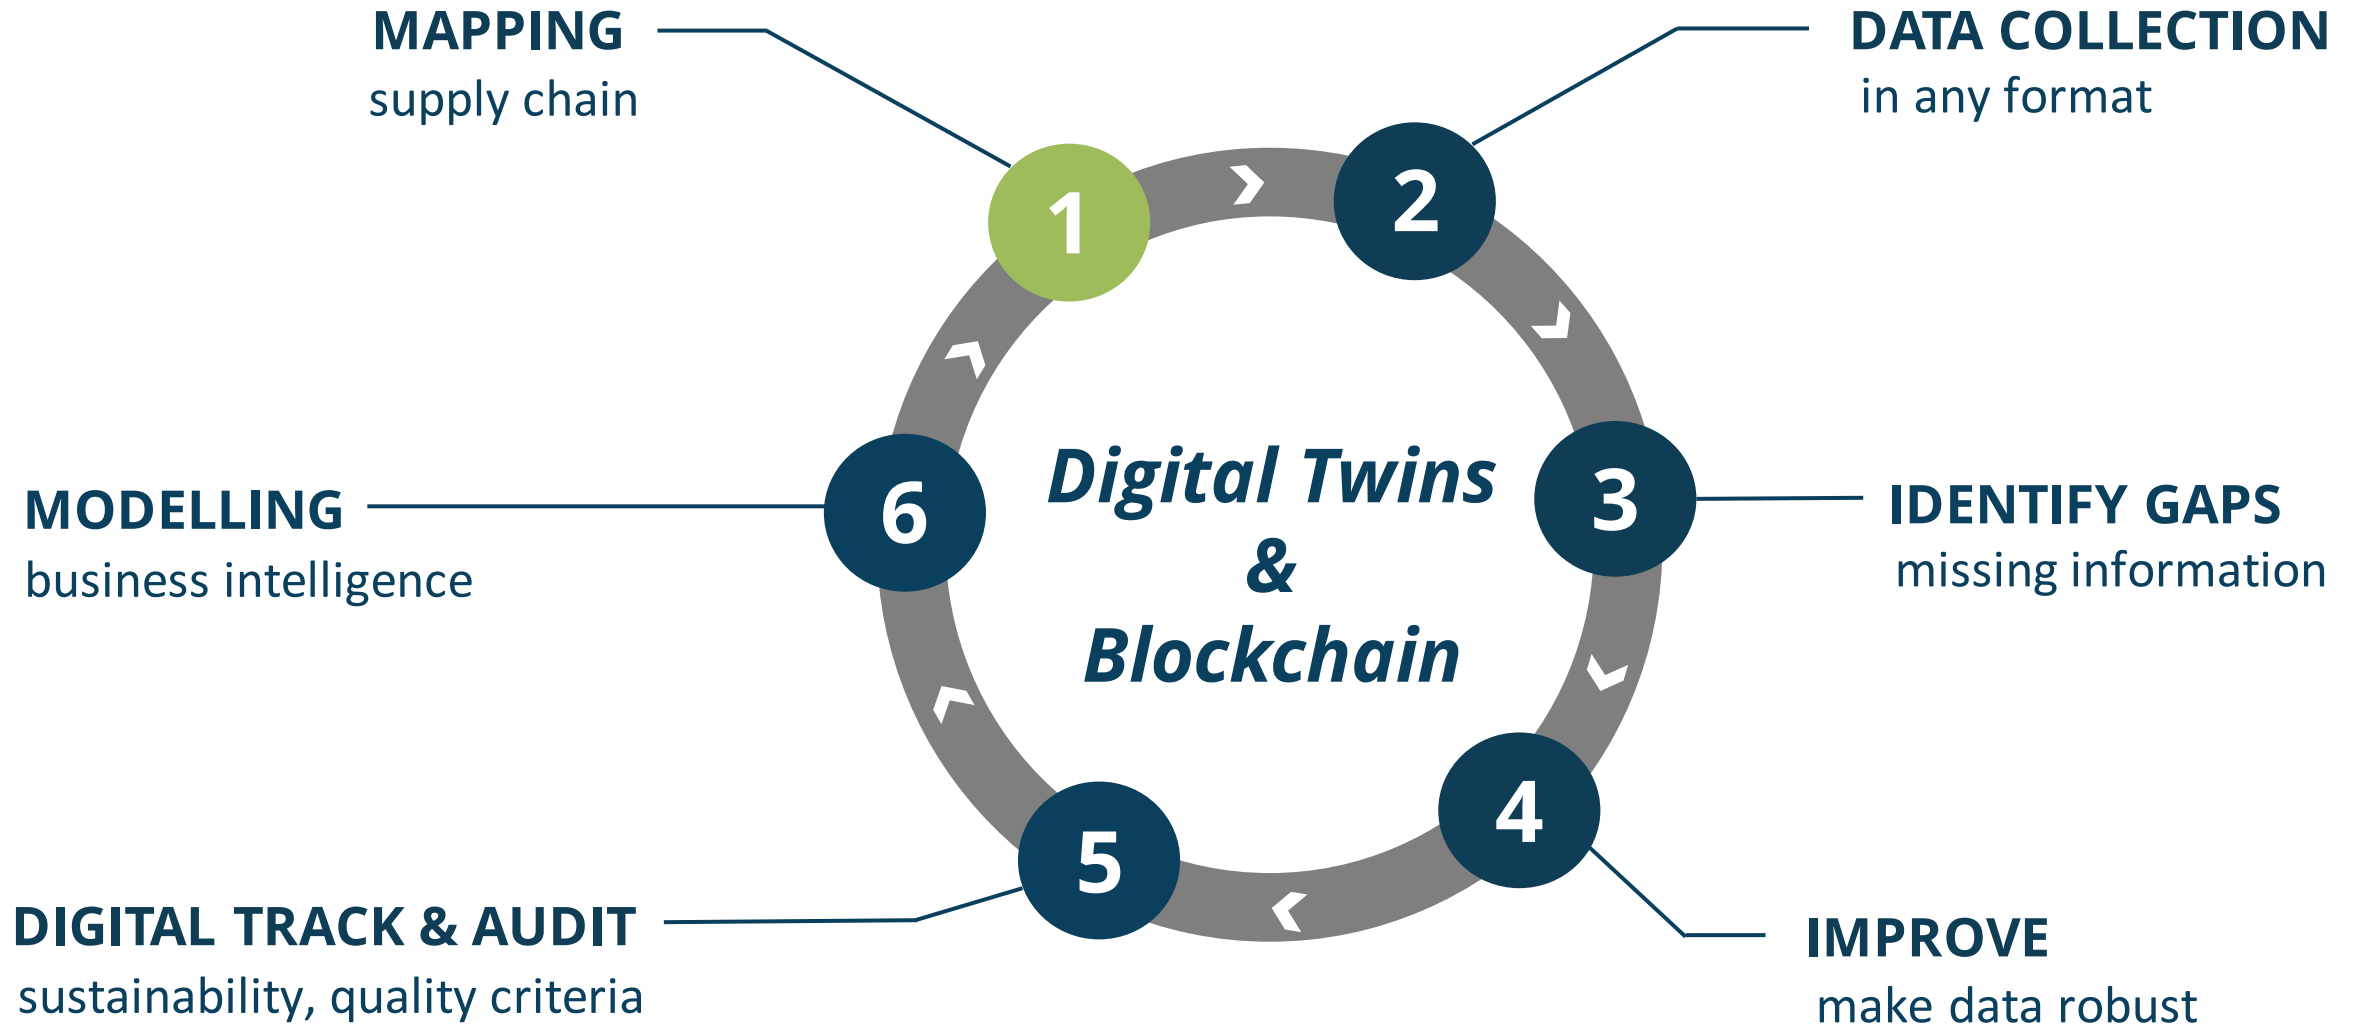 MAPPING
supply chain
1
DATA COLLECTION
in any format
2
IDENTIFY GAPS
missing information
3
IMPROVE
make data robust
4
DIGITAL TRACK & AUDIT
sustainability, quality criteria
5
MODELLING
business intelligence
6
Digital Twins
&
Blockchain